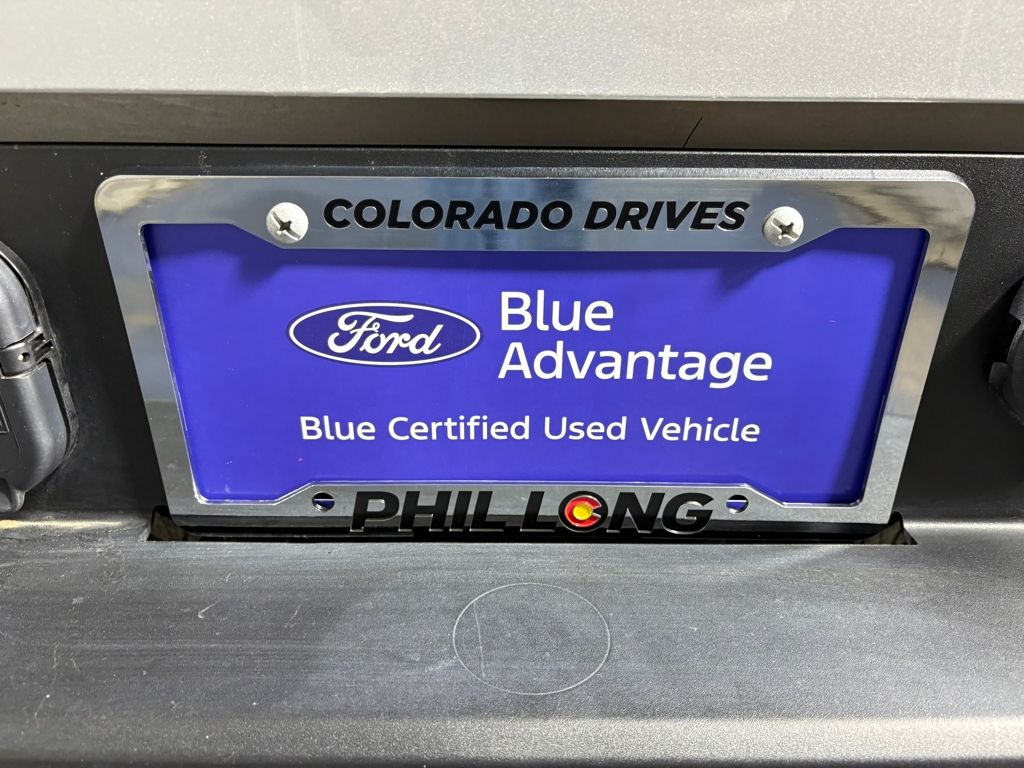 COLORADO DRIVES
Ford
Blue
Advantage
Blue Certified Used Vehicle
PHIL LONG